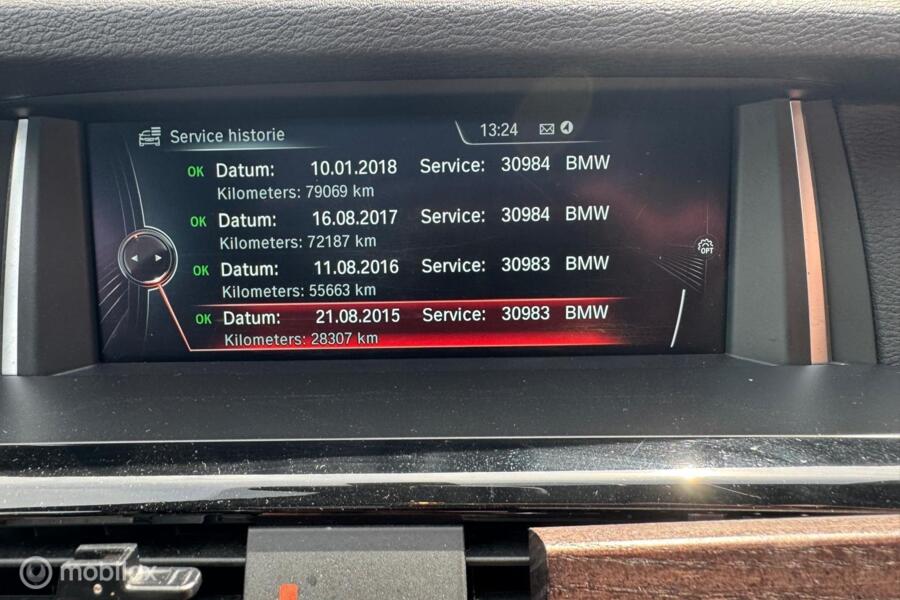 Service historie
13:24
OK Datum: 10.01.2018 Service: 30984 BMW
Kilometers: 79069 km
OK Datum: 16.08.2017 Service: 30984 BMW
Kilometers: 72187 km
OK Datum: 11.08.2016 Service: 30983 BMW
Kilometers: 55663 km
OK Datum: 21.08.2015 Service: 30983 BMW
Kilometers: 28307 km
OPT
mobilox